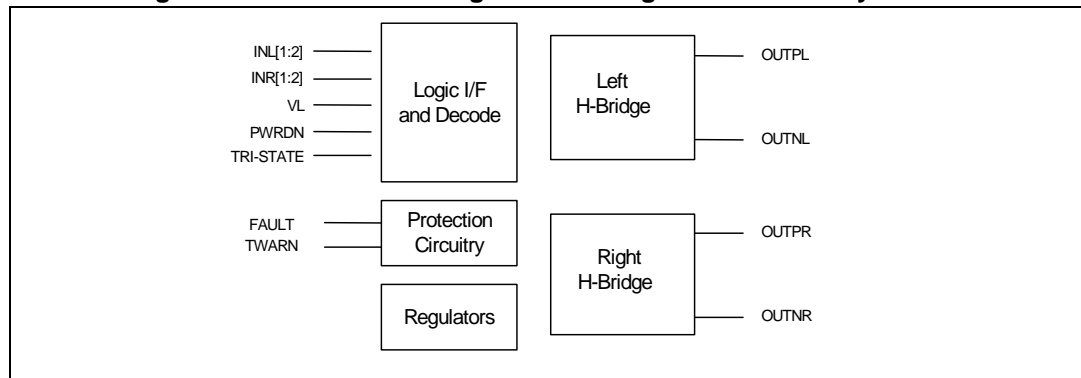 INL[1:2]
INR[1:2]
VL
PWRDN
TRI-STATE
Logic I/F
and Decode
Left
H-Bridge
OUTPL
OUTNL
FAULT
TWARN
Protection
Circuitry
Regulators
Right
H-Bridge
OUTPR
OUTNR